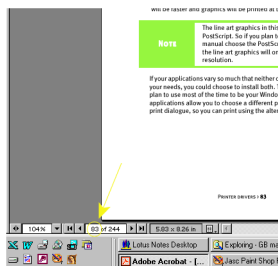 will be faster and graphics will be printed at t
The line art graphics in this
PostScript. So if you plan to
NOTE
manual choose the PostSc
the line art graphics will on
resolution.
If your applications vary so much that neither o
your needs, you could choose to install both. T
plan to use most of the time to be your Windo
applications allow you to choose a different p
print dialogue, so you can print using the alter
PRINTER DRIVERS I 83
104%
83 of 244
5.83 x 8.26 in
Lotus Notes Desktop
Exploring - GB ma
Adobe Acrobat - [...
Jasc Paint Shop